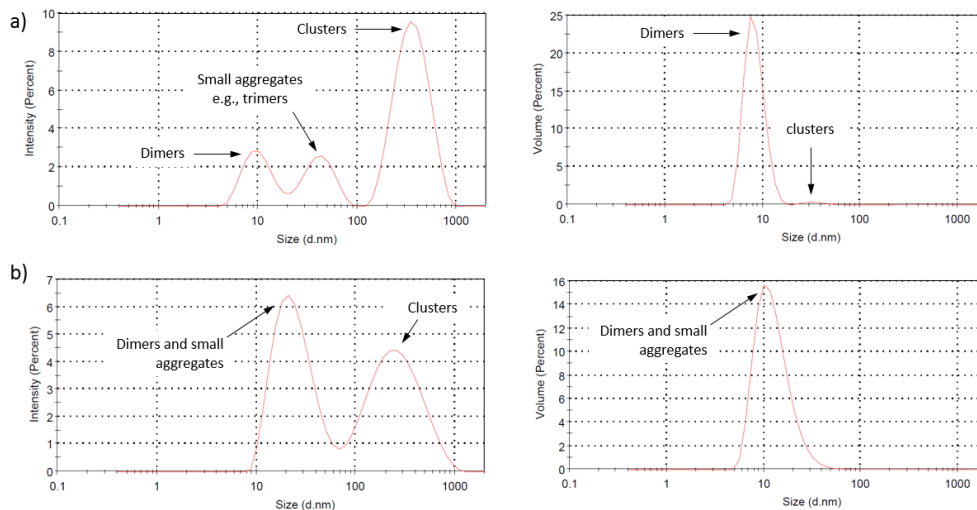 a)
Intensity (Percent)
10
8
6
4
2
0
Clusters
Small aggregates
e.g., trimers
Dimers
0.1 1 10 100 1000
Size (d.nm)
Volume (Percent)
25
20
15
10
5
0
Dimers
clusters
0.1 1 10 100 1000
Size (d.nm)
b)
Intensity (Percent)
7
6
5
4
3
2
1
0
Dimers and small
aggregates
Clusters
0.1 1 10 100 1000
Size (d.nm)
Volume (Percent)
16
14
12
10
8
6
4
2
0
Dimers and small
aggregates
0.1 1 10 100 1000
Size (d.nm)